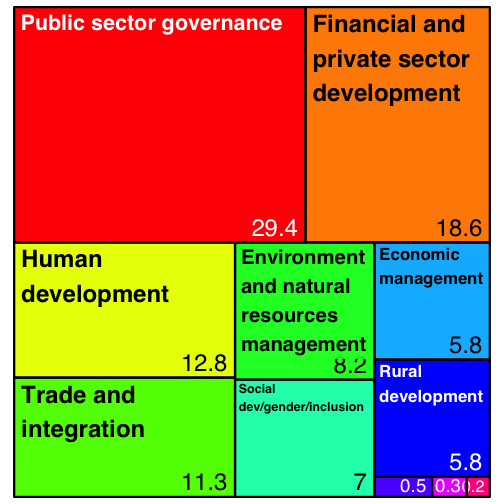 Public sector governance
29.4
Financial and
private sector
development
18.6
Human
development
12.8
Environment
and natural
resources
management
8.2
Economic
management
5.8
Trade and
integration
11.3
Social
dev/gender/inclusion
7
Rural
development
5.8
0.5
0.3
0.2